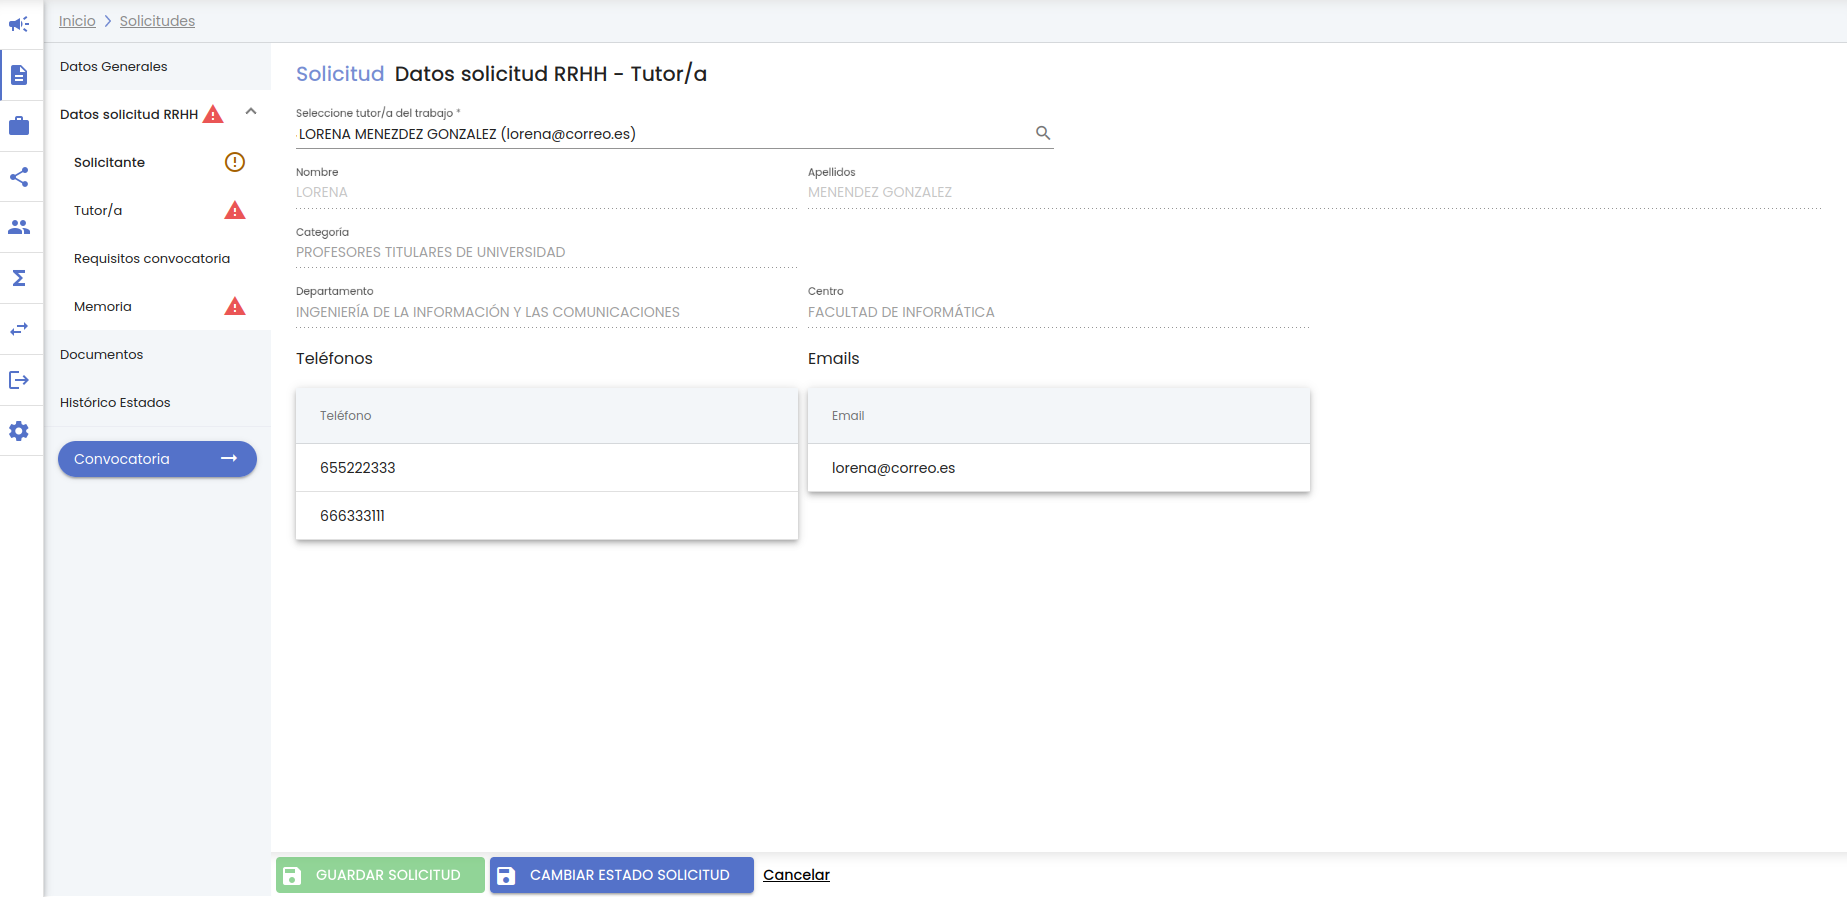 Inicio > Solicitudes
Datos Generales
Datos solicitud RRHH
Solicitante
Tutor/a
Requisitos convocatoria
Memoria
Documentos
Histórico Estados
Convocatoria
Solicitud Datos solicitud RRHH - Tutor/a
Seleccione tutor/a del trabajo *
LORENA MENEZDEZ GONZALEZ (lorena@correo.es)
Nombre Apellidos
LORENA MENENDEZ GONZALEZ
Categoría
PROFESORES TITULARES DE UNIVERSIDAD
Departamento Centro
INGENIERÍA DE LA INFORMACIÓN Y LAS COMUNICACIONES FACULTAD DE INFORMÁTICA
Teléfonos Emails
Teléfono Email
655222333 lorena@correo.es
666333111
GUARDAR SOLICITUD CAMBIAR ESTADO SOLICITUD Cancelar